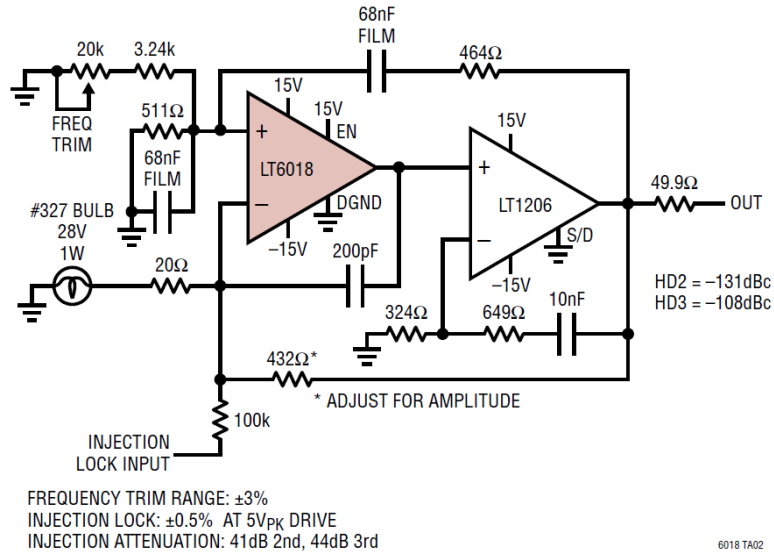 68nF
FILM
20k
3.24k
464Ω
15V
15V
FREQ
TRIM
511Ω
+
EN
15V
68nF
FILM
LT6018
+
LT1206
49.9Ω
OUT
#327 BULB
28V
1W
–
DGND
–15V
–
S/D
–15V
20Ω
200pF
10nF
HD2 = –131dBc
HD3 = –108dBc
324Ω
649Ω
432Ω*
* ADJUST FOR AMPLITUDE
100k
INJECTION
LOCK INPUT
FREQUENCY TRIM RANGE: ±3%
INJECTION LOCK: ±0.5% AT 5VPK DRIVE
INJECTION ATTENUATION: 41dB 2nd, 44dB 3rd
6018 TA02